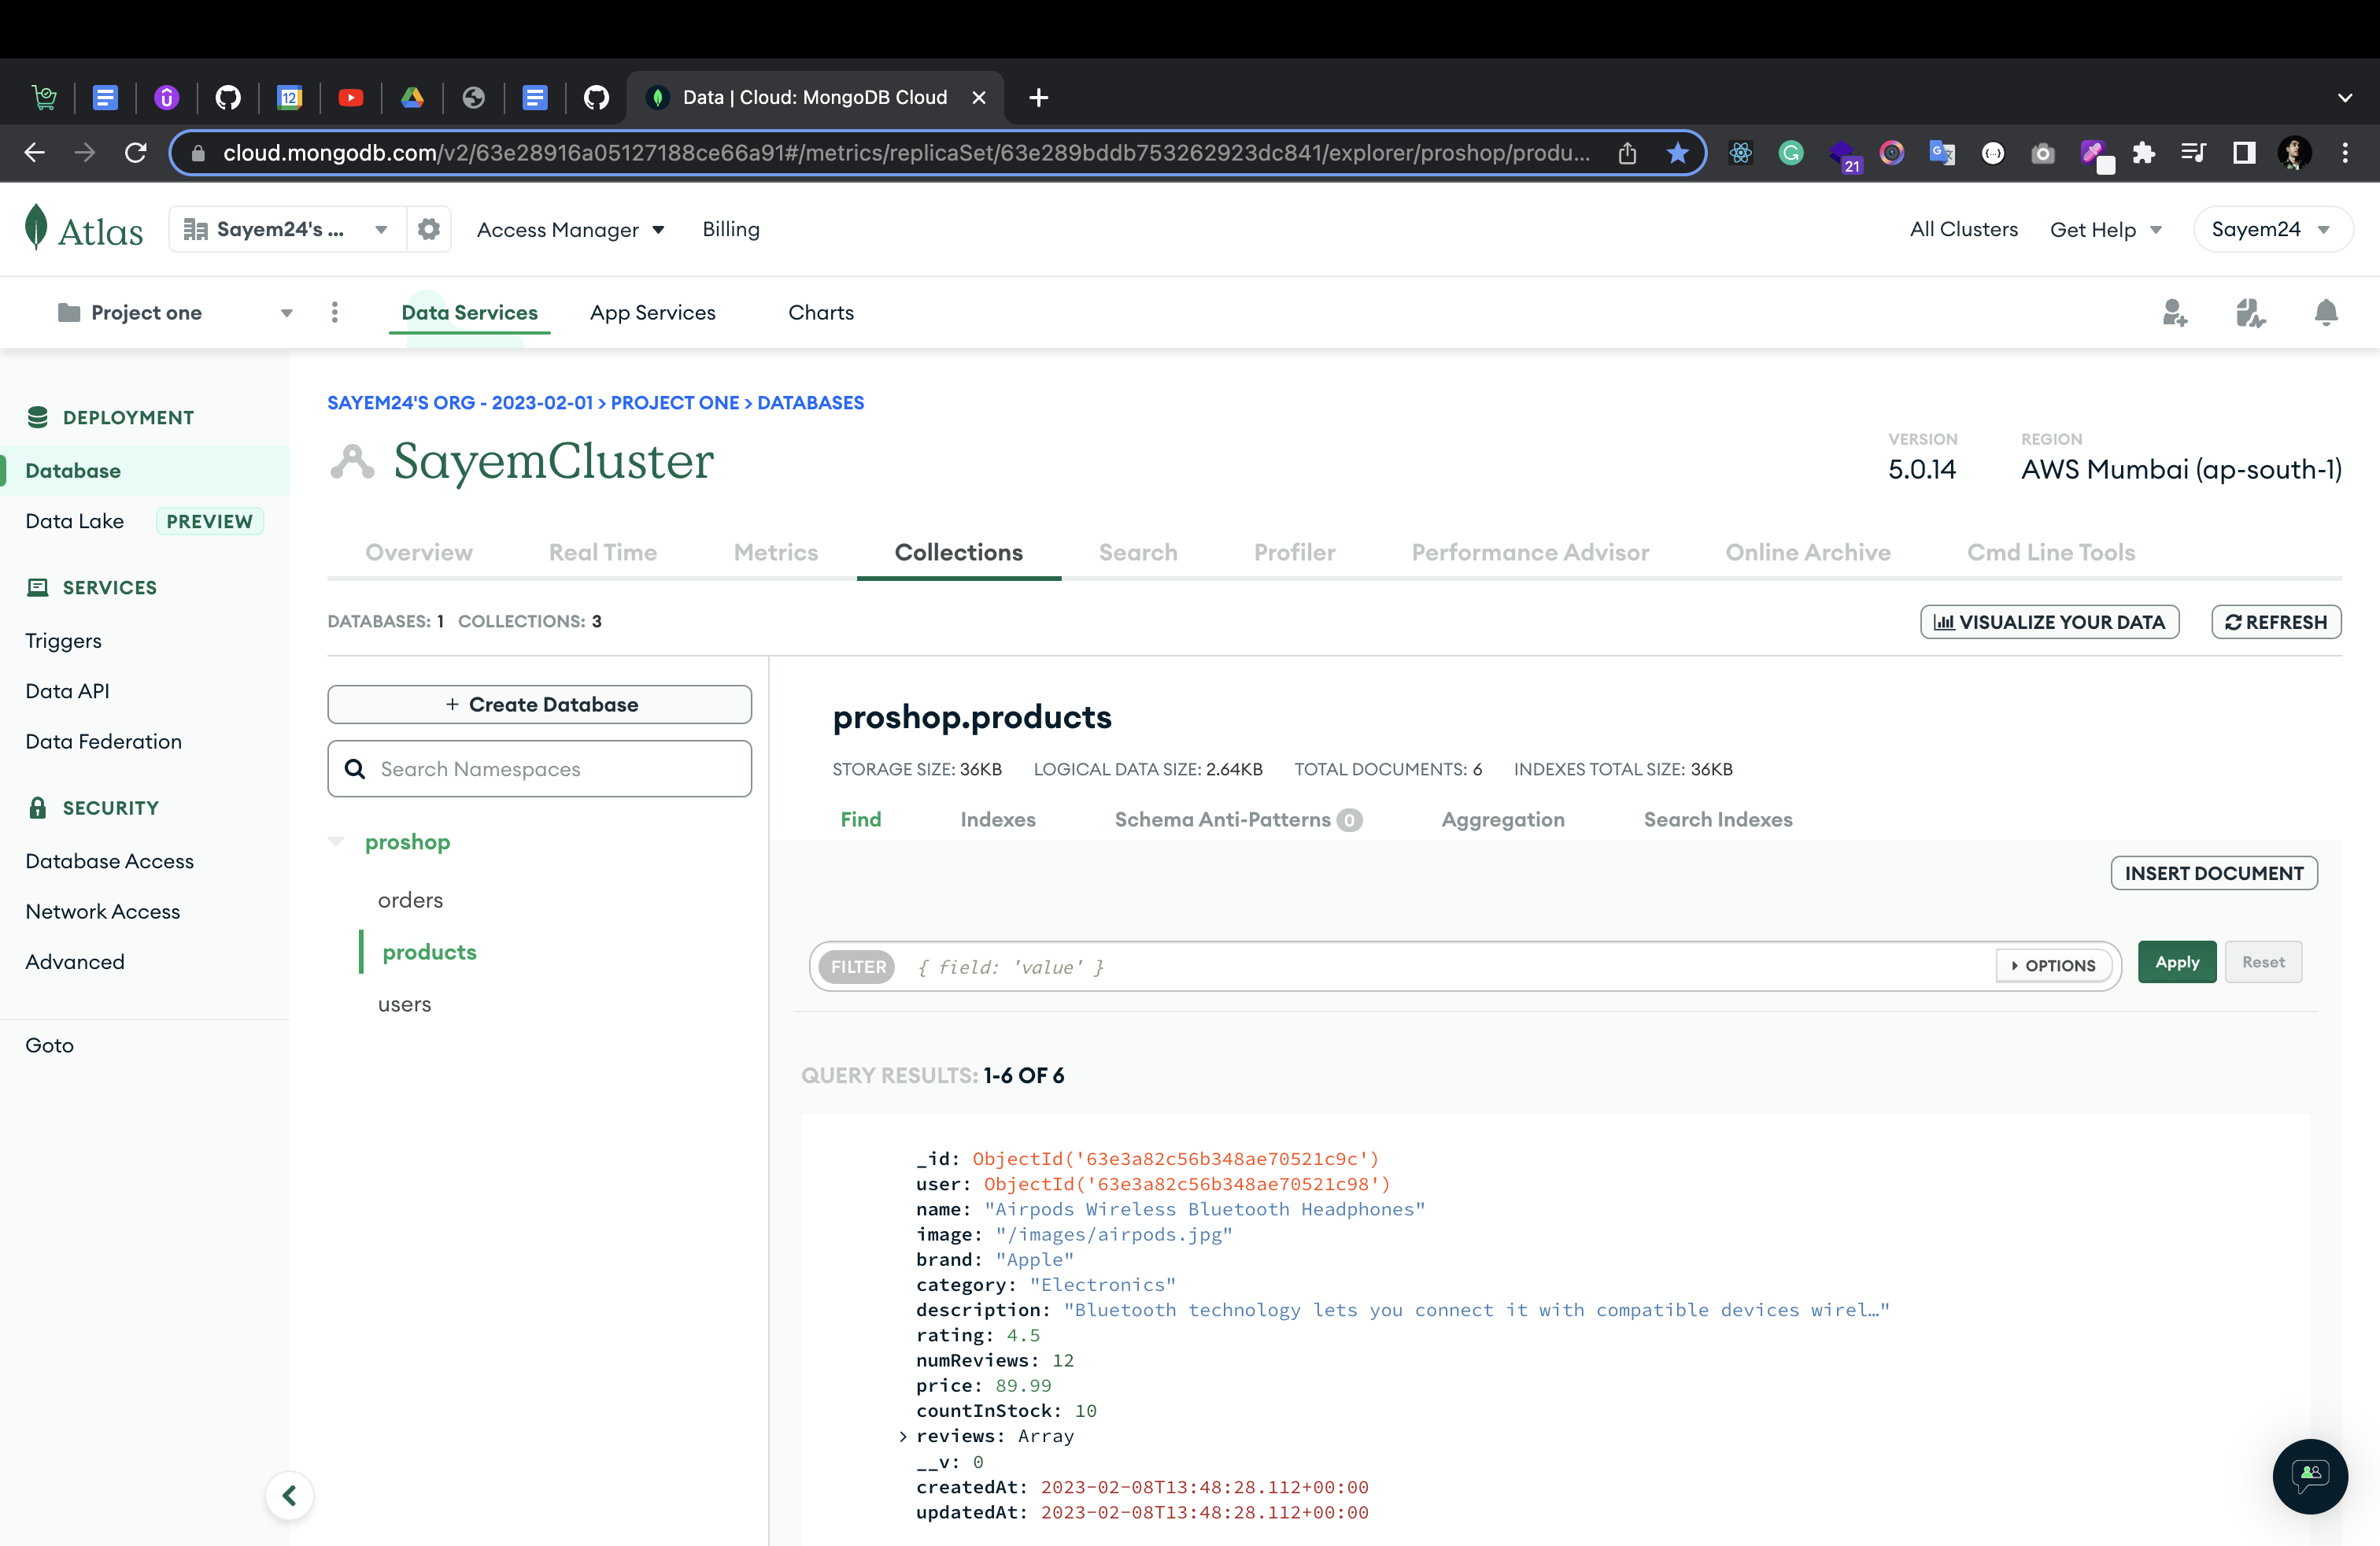 12
Data | Cloud: MongoDB Cloud
cloud.mongodb.com/v2/63e28916a05127188ce66a91#/metrics/replicaSet/63e289bddb753262923dc841/explorer/proshop/produ...
21
Atlas
Sayem24's ...
Access Manager
Billing
All Clusters
Get Help
Sayem24
Project one
Data Services
App Services
Charts
DEPLOYMENT
Database
Data Lake PREVIEW
SERVICES
Triggers
Data API
Data Federation
SECURITY
Database Access
Network Access
Advanced
Goto
SAYEM24'S ORG - 2023-02-01 > PROJECT ONE > DATABASES
SayemCluster
VERSION
5.0.14
REGION
AWS Mumbai (ap-south-1)
Overview
Real Time
Metrics
Collections
Search
Profiler
Performance Advisor
Online Archive
Cmd Line Tools
DATABASES: 1 COLLECTIONS: 3
VISUALIZE YOUR DATA
REFRESH
+ Create Database
Search Namespaces
proshop
orders
products
users
proshop.products
STORAGE SIZE: 36KB LOGICAL DATA SIZE: 2.64KB TOTAL DOCUMENTS: 6 INDEXES TOTAL SIZE: 36KB
Find
Indexes
Schema Anti-Patterns 0
Aggregation
Search Indexes
INSERT DOCUMENT
FILTER { field: 'value' }
OPTIONS
Apply
Reset
QUERY RESULTS: 1-6 OF 6
_id: ObjectId('63e3a82c56b348ae70521c9c')
user: ObjectId('63e3a82c56b348ae70521c98')
name: "Airpods Wireless Bluetooth Headphones"
image: "/images/airpods.jpg"
brand: "Apple"
category: "Electronics"
description: "Bluetooth technology lets you connect it with compatible devices wirel…"
rating: 4.5
numReviews: 12
price: 89.99
countInStock: 10
reviews: Array
__v: 0
createdAt: 2023-02-08T13:48:28.112+00:00
updatedAt: 2023-02-08T13:48:28.112+00:00